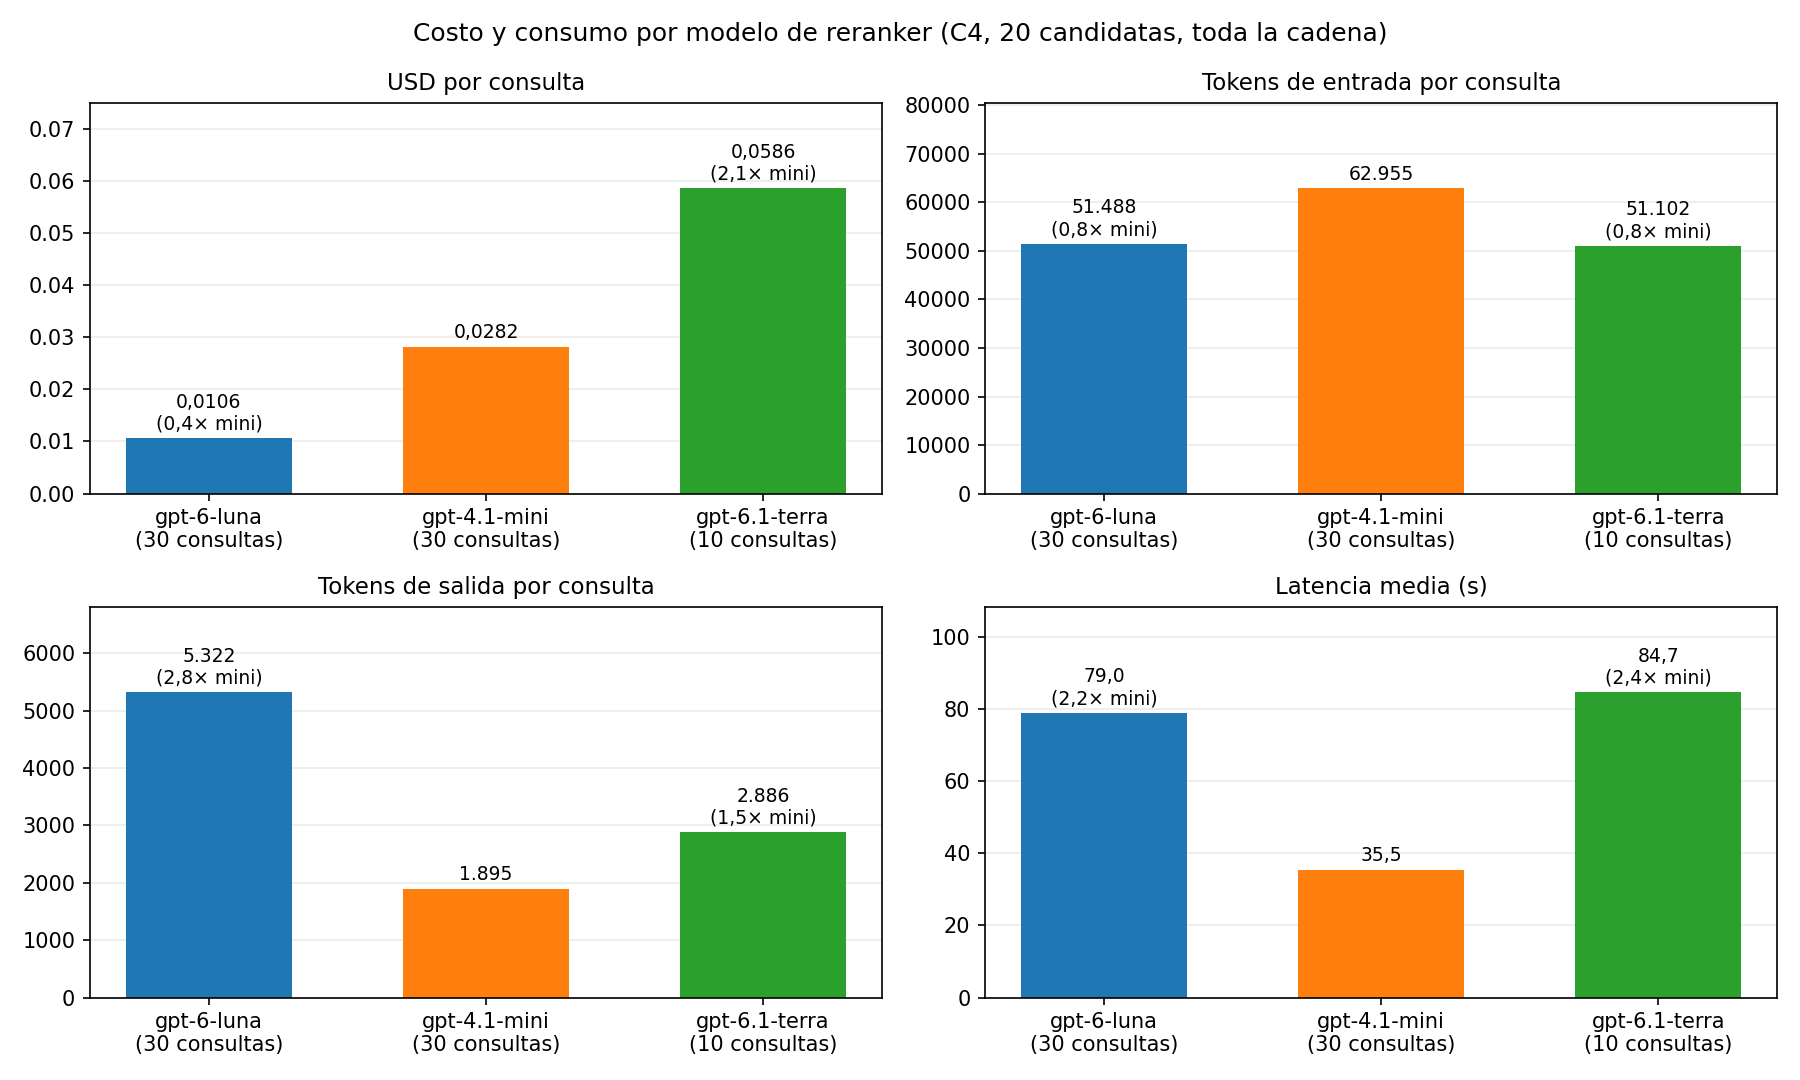 Costo y consumo por modelo de reranker (C4, 20 candidatas, toda la cadena)
USD por consulta
0.07
0.06
0.05
0.04
0.03
0.02
0.01
0.00
0,0106
(0,4× mini)
0,0282
0,0586
(2,1× mini)
gpt-6-luna
(30 consultas)
gpt-4.1-mini
(30 consultas)
gpt-6.1-terra
(10 consultas)
Tokens de entrada por consulta
80000
70000
60000
50000
40000
30000
20000
10000
0
51.488
(0,8× mini)
62.955
51.102
(0,8× mini)
gpt-6-luna
(30 consultas)
gpt-4.1-mini
(30 consultas)
gpt-6.1-terra
(10 consultas)
Tokens de salida por consulta
6000
5000
4000
3000
2000
1000
0
5.322
(2,8× mini)
1.895
2.886
(1,5× mini)
gpt-6-luna
(30 consultas)
gpt-4.1-mini
(30 consultas)
gpt-6.1-terra
(10 consultas)
Latencia media (s)
100
80
60
40
20
0
79,0
(2,2× mini)
35,5
84,7
(2,4× mini)
gpt-6-luna
(30 consultas)
gpt-4.1-mini
(30 consultas)
gpt-6.1-terra
(10 consultas)